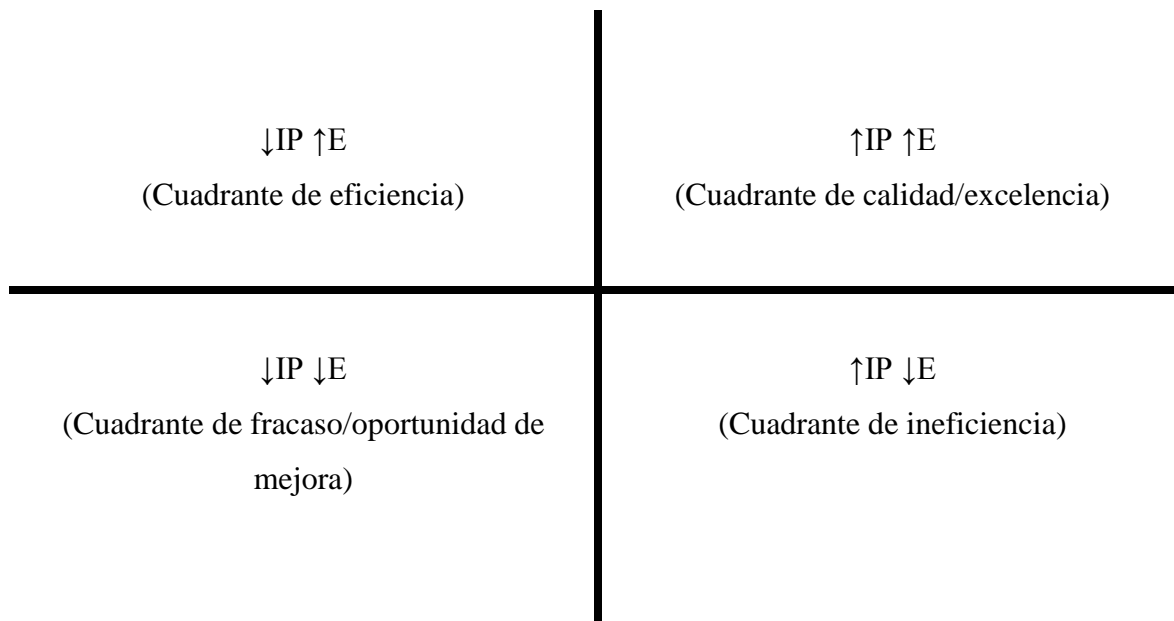 ↓IP ↑E
(Cuadrante de eficiencia)
↑IP ↑E
(Cuadrante de calidad/excelencia)
↓IP ↓E
(Cuadrante de fracaso/oportunidad de
mejora)
↑IP ↓E
(Cuadrante de ineficiencia)